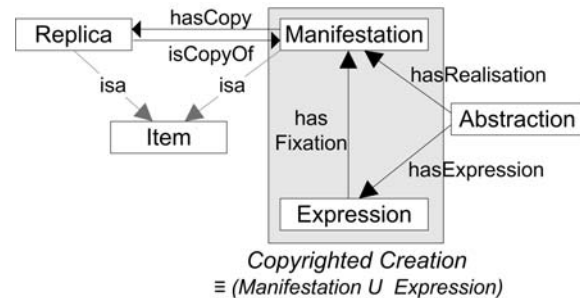 hasCopy
Replica
Manifestation
isCopyOf
hasRealisation
isa
isa
has
Fixation
Abstraction
Item
hasExpression
Expression
Copyrighted Creation
≡ (Manifestation U Expression)